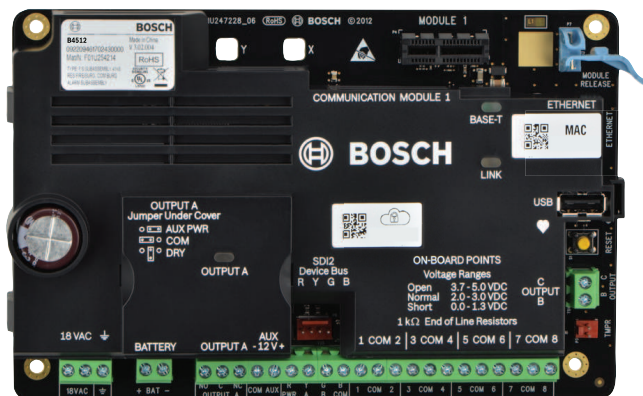 BOSCH
B4512
Made in China
RoHS
U247228_06 RoHS BOSCH ©2012
Y
X
MODULE 1
MODULE RELEASE
COMMUNICATION MODULE 1
BASE-T
ETHERNET
MAC
ETHERNET
BOSCH
LINK
USB
RESET
OUTPUT A
Jumper Under Cover
AUX PWR
COM
DRY
OUTPUT A
SDI2
Device Bus
R Y G B
ON-BOARD POINTS
Voltage Ranges
Open 3.7 - 5.0 VDC
Normal 2.0 - 3.0 VDC
Short 0.0 - 1.3 VDC
1 kΩ End of Line Resistors
C
OUTPUT
B
B + C
OUTPUT
TMPR
18 VAC
BATTERY
OUTPUT A
AUX
- 12 V +
1 COM 2 3 COM 4 5 COM 6 7 COM 8
18VAC
+ BAT -
NO C NC
OUTPUT A
COM AUX
R Y G B
PWR A B COM
1 COM 2 3 COM 4 5 COM 6 7 COM 8